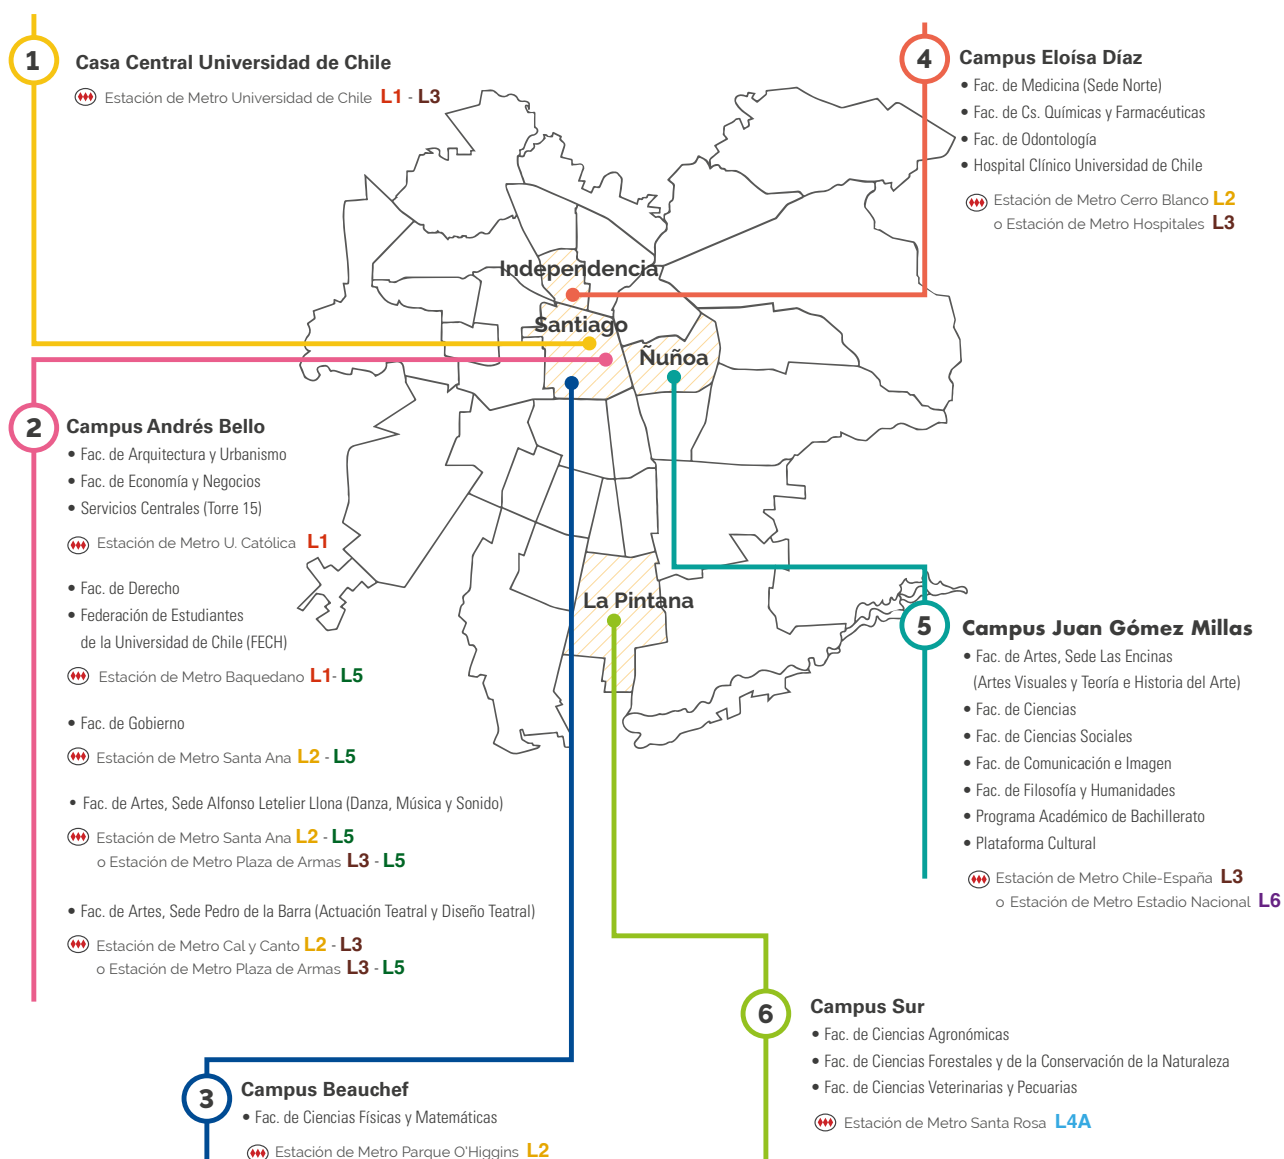 1
Casa Central Universidad de Chile
Estación de Metro Universidad de Chile L1 - L3
4
Campus Eloísa Díaz
• Fac. de Medicina (Sede Norte)
• Fac. de Cs. Químicas y Farmacéuticas
• Fac. de Odontología
• Hospital Clínico Universidad de Chile
Estación de Metro Cerro Blanco L2
o Estación de Metro Hospitales L3
Independencia
Santiago
Ñuñoa
La Pintana
2
Campus Andrés Bello
• Fac. de Arquitectura y Urbanismo
• Fac. de Economía y Negocios
• Servicios Centrales (Torre 15)
Estación de Metro U. Católica L1
• Fac. de Derecho
• Federación de Estudiantes
de la Universidad de Chile (FECH)
Estación de Metro Baquedano L1- L5
• Fac. de Gobierno
Estación de Metro Santa Ana L2 - L5
• Fac. de Artes, Sede Alfonso Letelier Llona (Danza, Música y Sonido)
Estación de Metro Santa Ana L2 - L5
o Estación de Metro Plaza de Armas L3 - L5
• Fac. de Artes, Sede Pedro de la Barra (Actuación Teatral y Diseño Teatral)
Estación de Metro Cal y Canto L2 - L3
o Estación de Metro Plaza de Armas L3 - L5
5
Campus Juan Gómez Millas
• Fac. de Artes, Sede Las Encinas
(Artes Visuales y Teoría e Historia del Arte)
• Fac. de Ciencias
• Fac. de Ciencias Sociales
• Fac. de Comunicación e Imagen
• Fac. de Filosofía y Humanidades
• Programa Académico de Bachillerato
• Plataforma Cultural
Estación de Metro Chile-España L3
o Estación de Metro Estadio Nacional L6
3
Campus Beauchef
• Fac. de Ciencias Físicas y Matemáticas
Estación de Metro Parque O'Higgins L2
6
Campus Sur
• Fac. de Ciencias Agronómicas
• Fac. de Ciencias Forestales y de la Conservación de la Naturaleza
• Fac. de Ciencias Veterinarias y Pecuarias
Estación de Metro Santa Rosa L4A